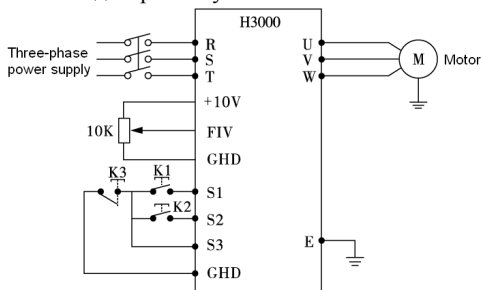 H3000
Three-phase
power supply
R
S
T
U
V
W
M
Motor
+10V
10K
FIV
GHD
K3
K1
S1
K2
S2
S3
E
GHD